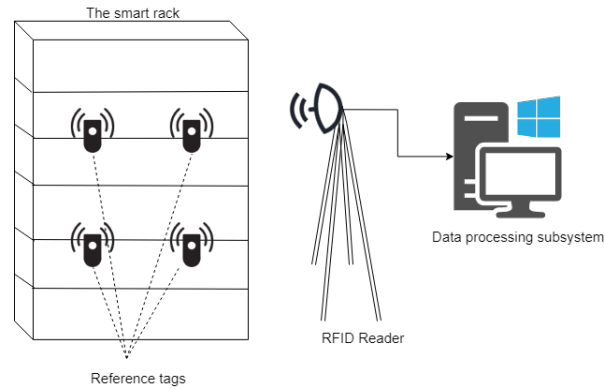 The smart rack
Data processing subsystem
RFID Reader
Reference tags